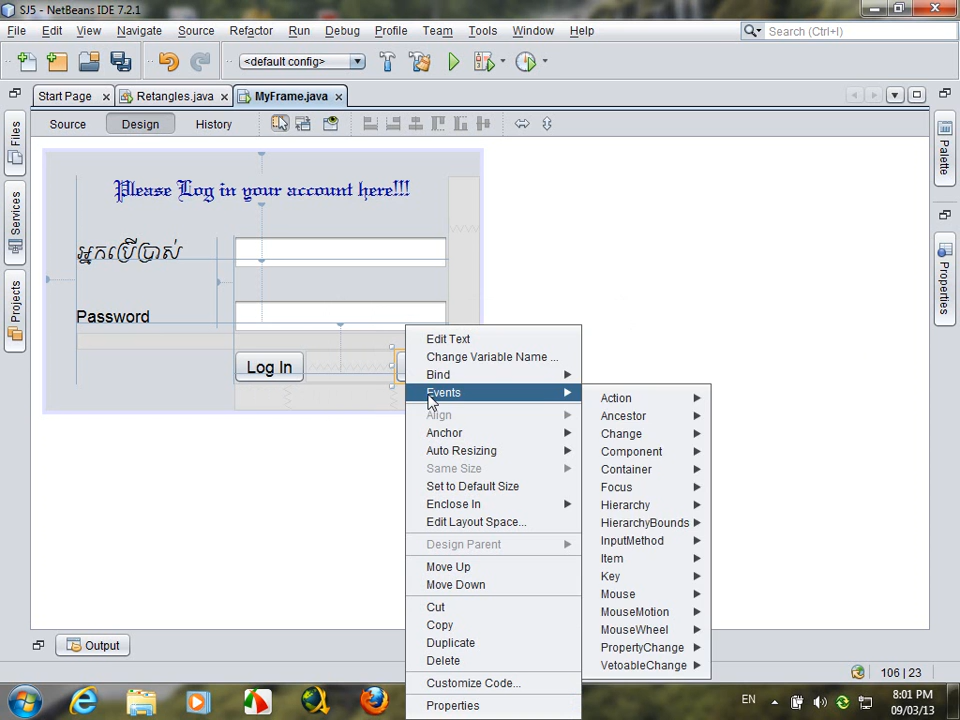 SJ5 - NetBeans IDE 7.2.1
File Edit View Navigate Source Refactor Run Debug Profile Team Tools Window Help
Search (Ctrl+I)
<default config>
Start Page Retangles.java MyFrame.java
Source Design History
Files
Services
Projects
Palette
Properties
Please Log in your account here!!!
អ្នកប្រើប្រាស់
Password
Log In
Edit Text
Change Variable Name ...
Bind
Events
Align
Anchor
Auto Resizing
Same Size
Set to Default Size
Enclose In
Edit Layout Space...
Design Parent
Move Up
Move Down
Cut
Copy
Duplicate
Delete
Customize Code...
Properties
Action
Ancestor
Change
Component
Container
Focus
Hierarchy
HierarchyBounds
InputMethod
Item
Key
Mouse
MouseMotion
MouseWheel
PropertyChange
VetoableChange
Output
106 | 23
EN
8:01 PM
09/03/13